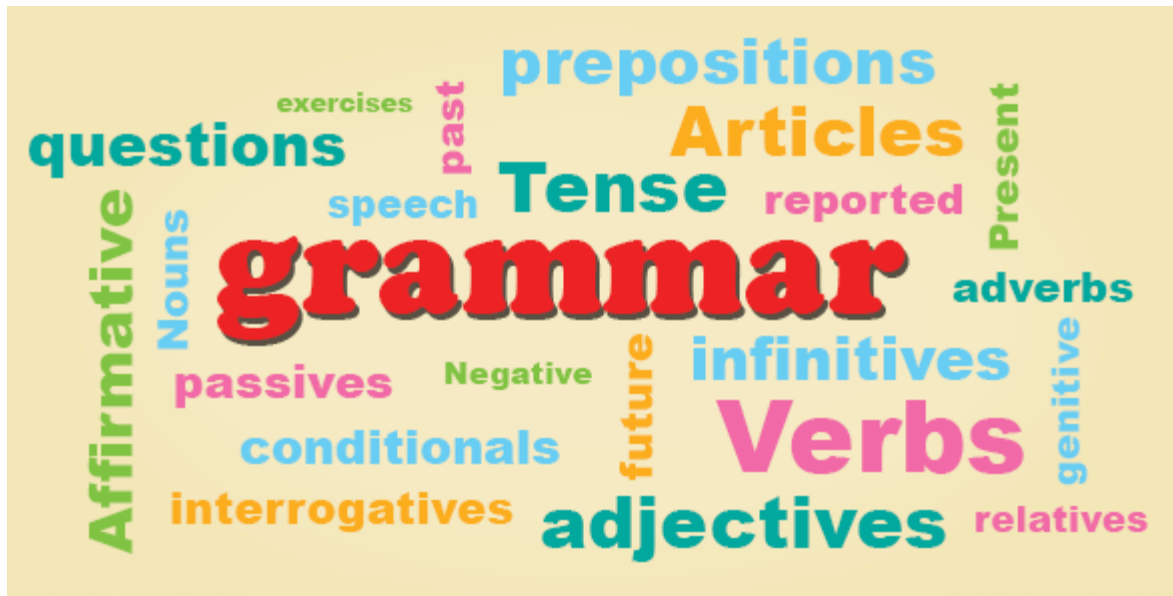 prepositions
exercises
past
Articles
Present
questions
Tense
speech
reported
Affirmative
Nouns
grammar
adverbs
infinitives
future
genitive
passives
Negative
Verbs
conditionals
interrogatives
adjectives
relatives